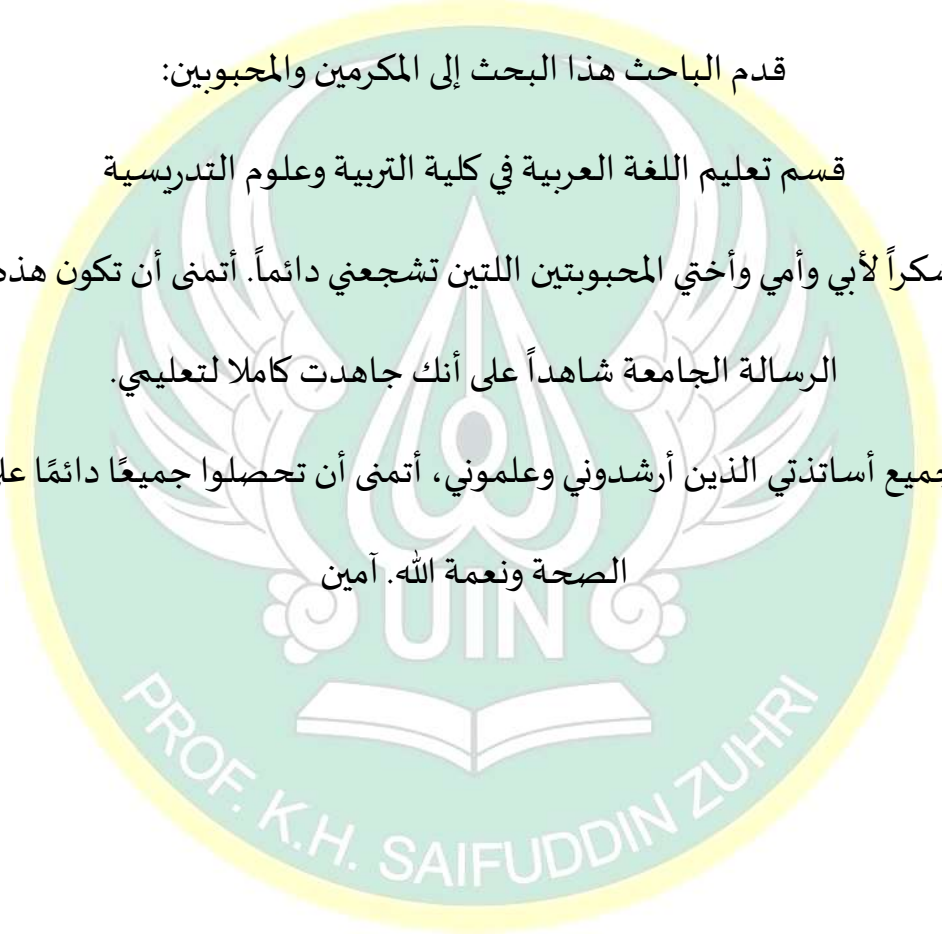 قدم الباحث هذا البحث إلى المكرمين والمحبوبين:
قسم تعليم اللغة العربية في كلية التربية وعلوم التدريسية
لأبي وأمي وأختي المحبوبتين اللتين تشجعني دائماً. أتمنى أن تكون هذه
الرسالة الجامعة شاهداً على أنك جاهدت كاملا لتعليمي.
أساتذتي الذين أرشدوني وعلموني، أتمنى أن تحصلوا جميعًا دائمًا
الصحة ونعمة الله. آمين
UIN
PROF. K.H. SAIFUDDIN ZUHRI